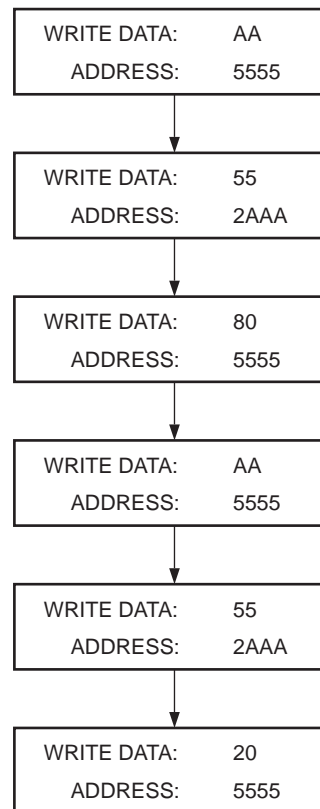 WRITE DATA: AA
ADDRESS: 5555
WRITE DATA: 55
ADDRESS: 2AAA
WRITE DATA: 80
ADDRESS: 5555
WRITE DATA: AA
ADDRESS: 5555
WRITE DATA: 55
ADDRESS: 2AAA
WRITE DATA: 20
ADDRESS: 5555